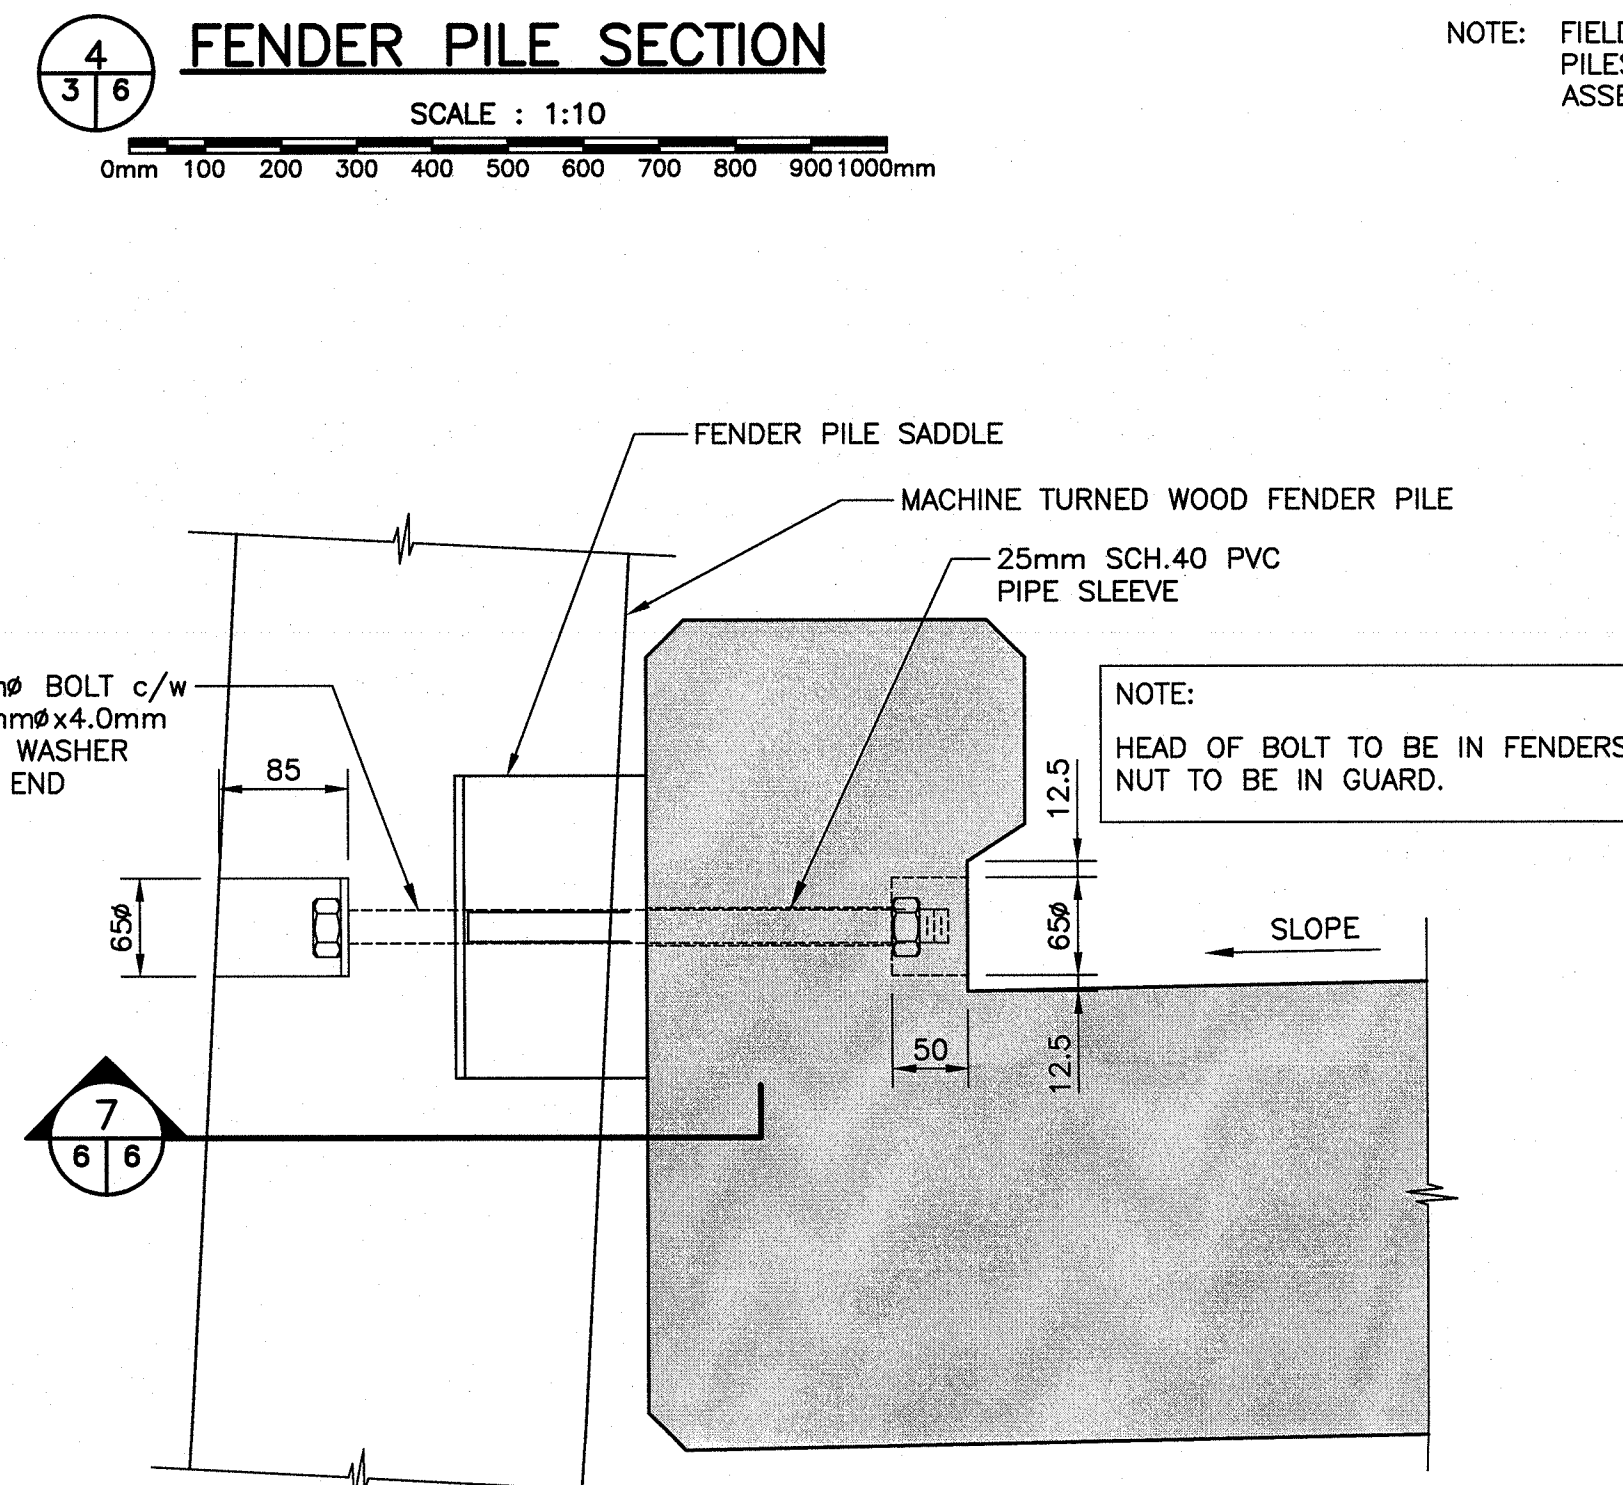 4
3 6
FENDER PILE SECTION
SCALE : 1:10
0mm 100 200 300 400 500 600 700 800 900 1000mm
NOTE:
FENDER PILE SADDLE
MACHINE TURNED WOOD FENDER PILE
25mm SCH.40 PVC
PIPE SLEEVE
BOLT c/w
x4.0mm
WASHER
END
85
65ø
NOTE:
HEAD OF BOLT TO BE IN FENDERS
NUT TO BE IN GUARD.
12.5
65ø
12.5
50
SLOPE
7
6 6